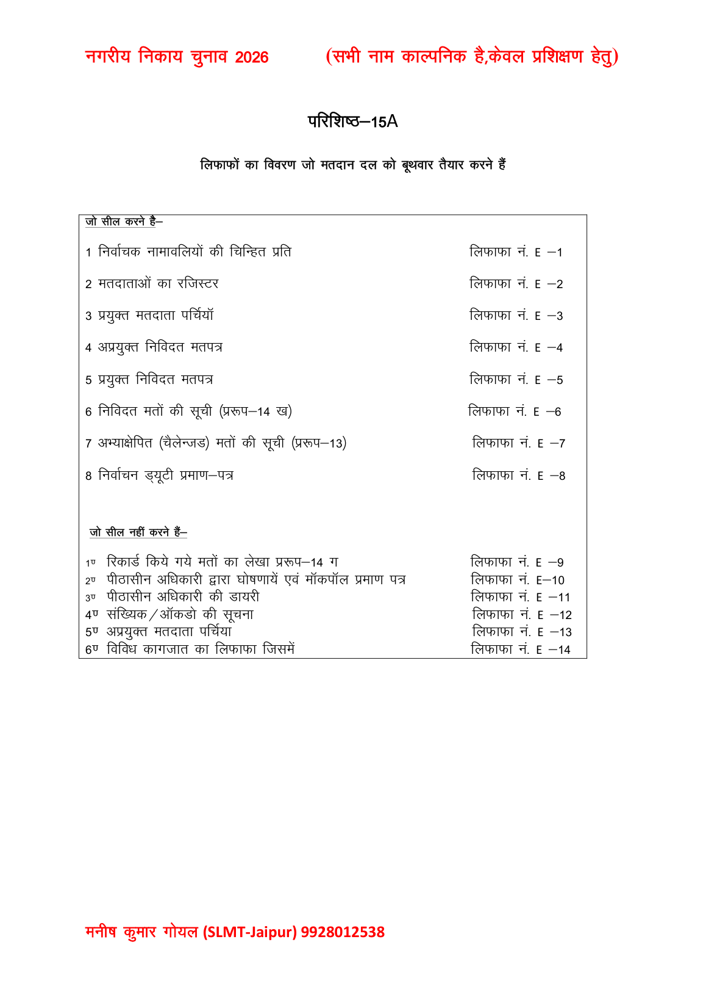 नगरीय निकाय चुनाव 2026 (सभी नाम काल्पनिक है,केवल प्रशिक्षण हेतु)
परिशिष्ठ–15A
लिफाफों का विवरण जो मतदान दल को बूथवार तैयार करने हैं
जो सील करने है–
1 निर्वाचक नामावलियों की चिन्हित प्रति लिफाफा नं. E –1
2 मतदाताओं का रजिस्टर लिफाफा नं. E –2
3 प्रयुक्त मतदाता पर्चियॉ लिफाफा नं. E –3
4 अप्रयुक्त निविदत मतपत्र लिफाफा नं. E –4
5 प्रयुक्त निविदत मतपत्र लिफाफा नं. E –5
6 निविदत मतों की सूची (प्ररूप–14 ख) लिफाफा नं. E –6
7 अभ्याक्षेपित (चैलेन्जड) मतों की सूची (प्ररूप–13) लिफाफा नं. E –7
8 निर्वाचन ड्यूटी प्रमाण–पत्र लिफाफा नं. E –8
जो सील नहीं करने हैं–
1ण् रिकार्ड किये गये मतों का लेखा प्ररूप–14 ग लिफाफा नं. E –9
2ण् पीठासीन अधिकारी द्वारा घोषणायें एवं मॉकपॉल प्रमाण पत्र लिफाफा नं. E–10
3ण् पीठासीन अधिकारी की डायरी लिफाफा नं. E –11
4ण् संख्यिक/ऑकडो की सूचना लिफाफा नं. E –12
5ण् अप्रयुक्त मतदाता पर्चिया लिफाफा नं. E –13
6ण् विविध कागजात का लिफाफा जिसमें लिफाफा नं. E –14
मनीष कुमार गोयल (SLMT-Jaipur) 9928012538